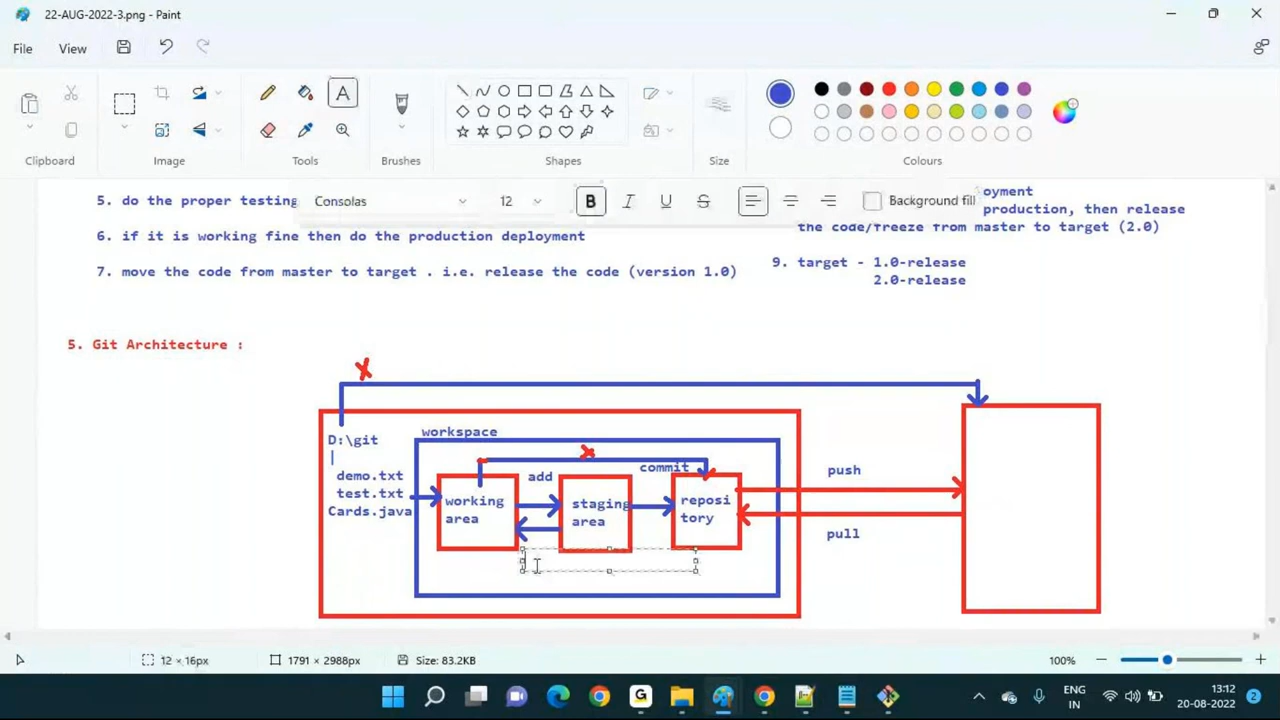 22-AUG-2022-3.png - Paint
File View
Clipboard Image Tools Brushes Shapes Size Colours
A
Consolas 12 B I U S Background fill
5. do the proper testing
6. if it is working fine then do the production deployment
7. move the code from master to target . i.e. release the code (version 1.0)
oyment
production, then release
the code/freeze from master to target (2.0)
9. target - 1.0-release
2.0-release
5. Git Architecture :
X
D:\git
|
demo.txt
test.txt
Cards.java
workspace
x
add
commit
working
area
staging
area
reposi
tory
push
pull
12 × 16px 1791 × 2988px Size: 83.2KB 100%
ENG
IN
13:12
20-08-2022
2